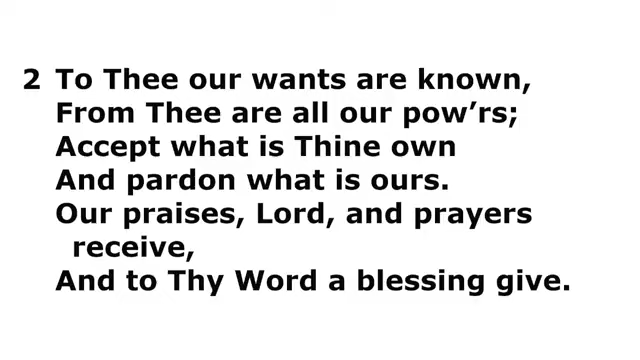 2 To Thee our wants are known,
From Thee are all our pow’rs;
Accept what is Thine own
And pardon what is ours.
Our praises, Lord, and prayers
receive,
And to Thy Word a blessing give.